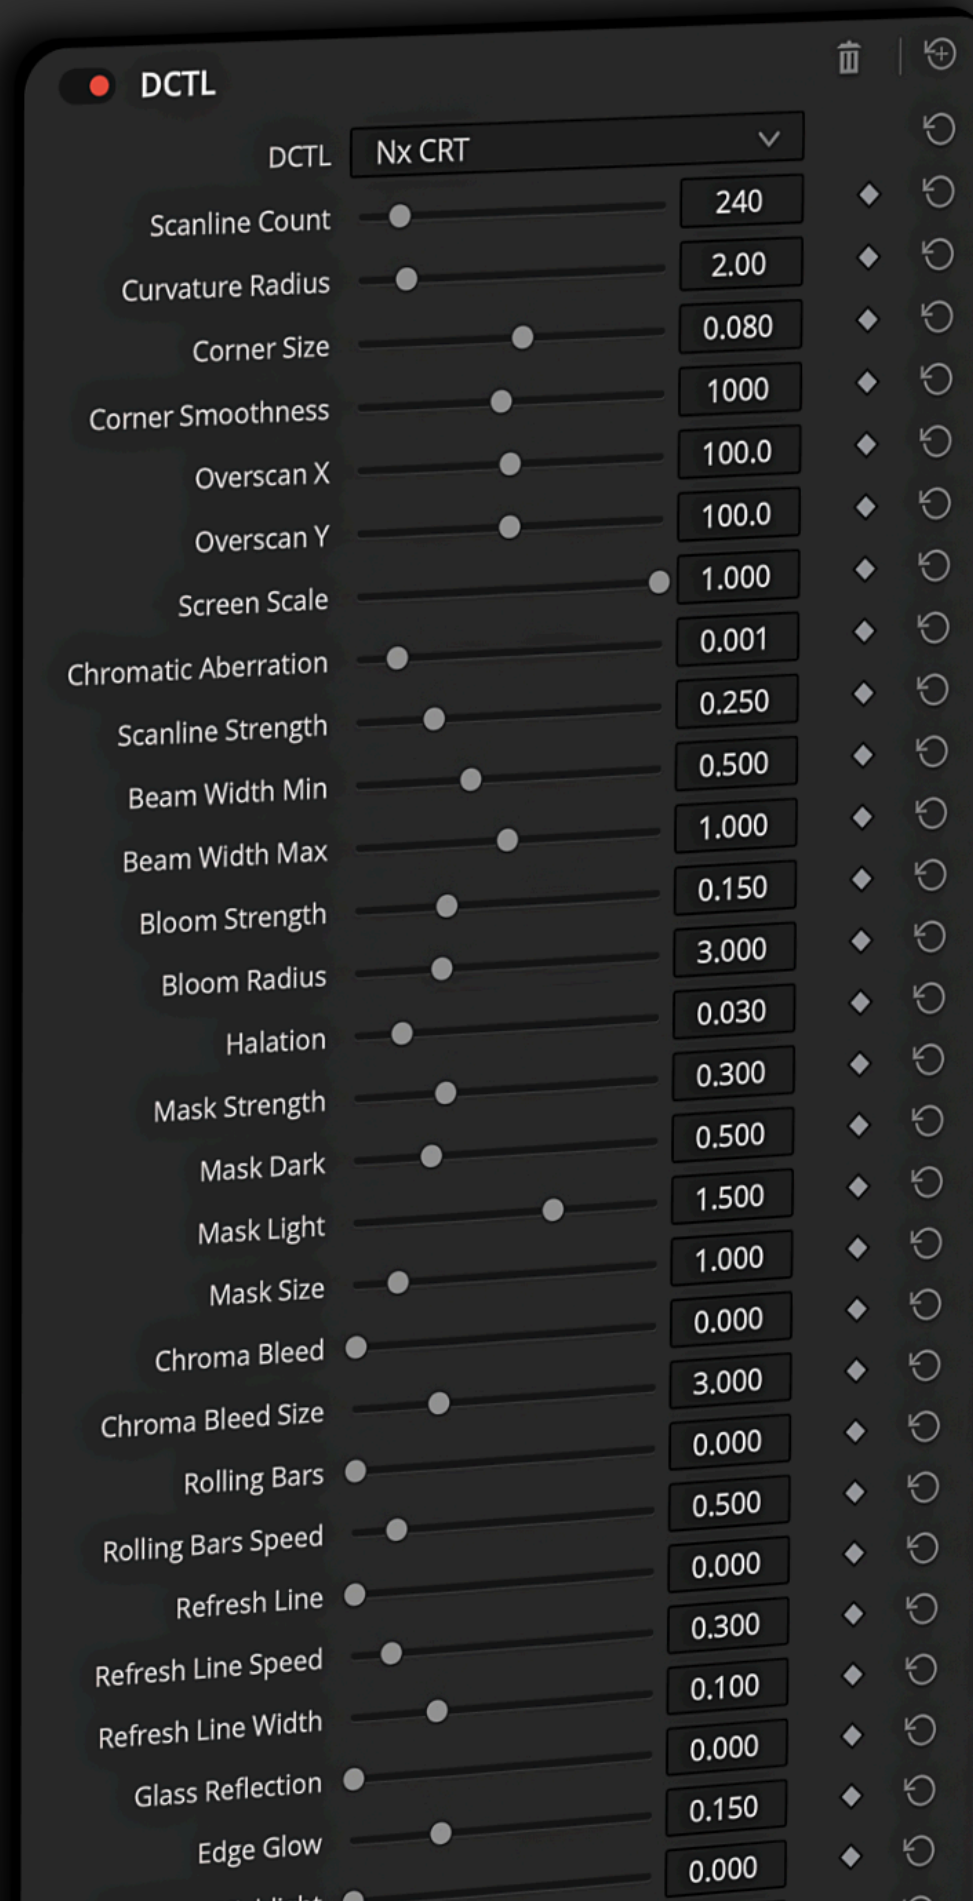 DCTL
DCTL Nx CRT
Scanline Count 240
Curvature Radius 2.00
Corner Size 0.080
Corner Smoothness 1000
Overscan X 100.0
Overscan Y 100.0
Screen Scale 1.000
Chromatic Aberration 0.001
Scanline Strength 0.250
Beam Width Min 0.500
Beam Width Max 1.000
Bloom Strength 0.150
Bloom Radius 3.000
Halation 0.030
Mask Strength 0.300
Mask Dark 0.500
Mask Light 1.500
Mask Size 1.000
Chroma Bleed 0.000
Chroma Bleed Size 3.000
Rolling Bars 0.000
Rolling Bars Speed 0.500
Refresh Line 0.000
Refresh Line Speed 0.300
Refresh Line Width 0.100
Glass Reflection 0.000
Edge Glow 0.150
0.000